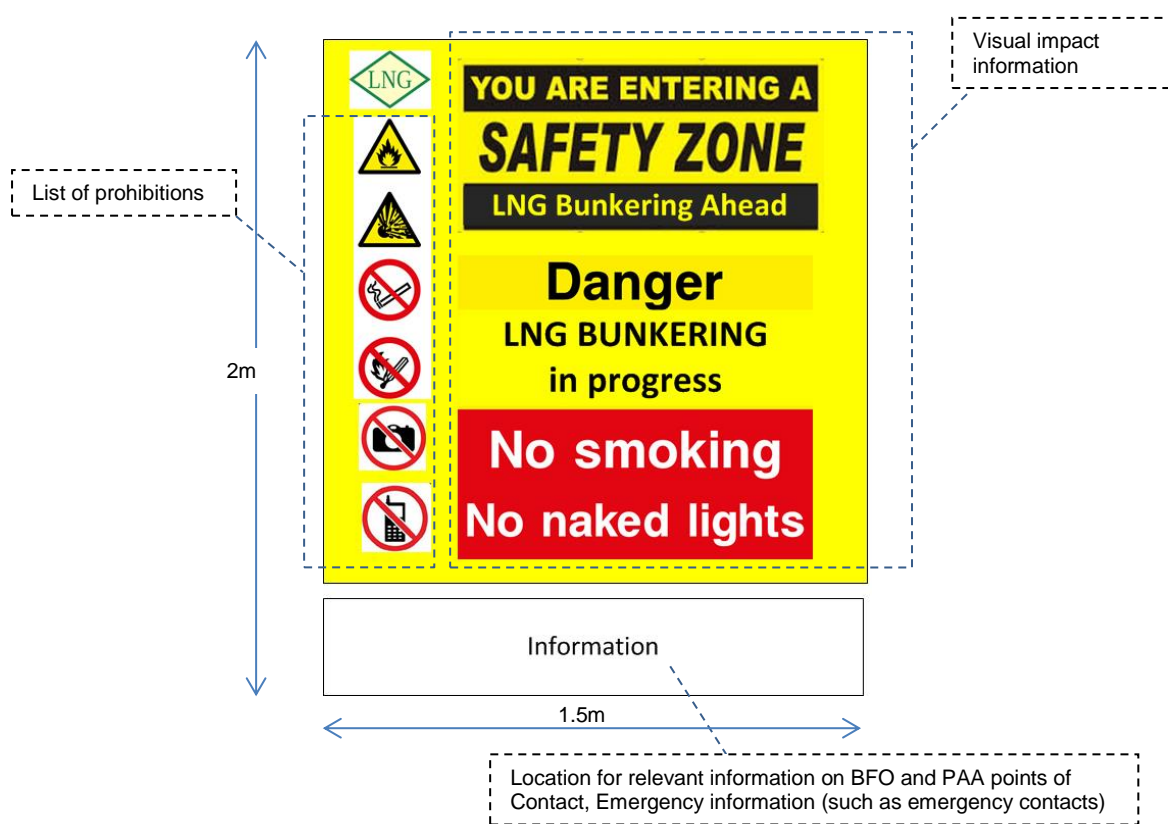 Visual impact
information
LNG
YOU ARE ENTERING A
SAFETY ZONE
LNG Bunkering Ahead
List of prohibitions
Danger
LNG BUNKERING
in progress
2m
No smoking
No naked lights
Information
1.5m
Location for relevant information on BFO and PAA points of
Contact, Emergency information (such as emergency contacts)